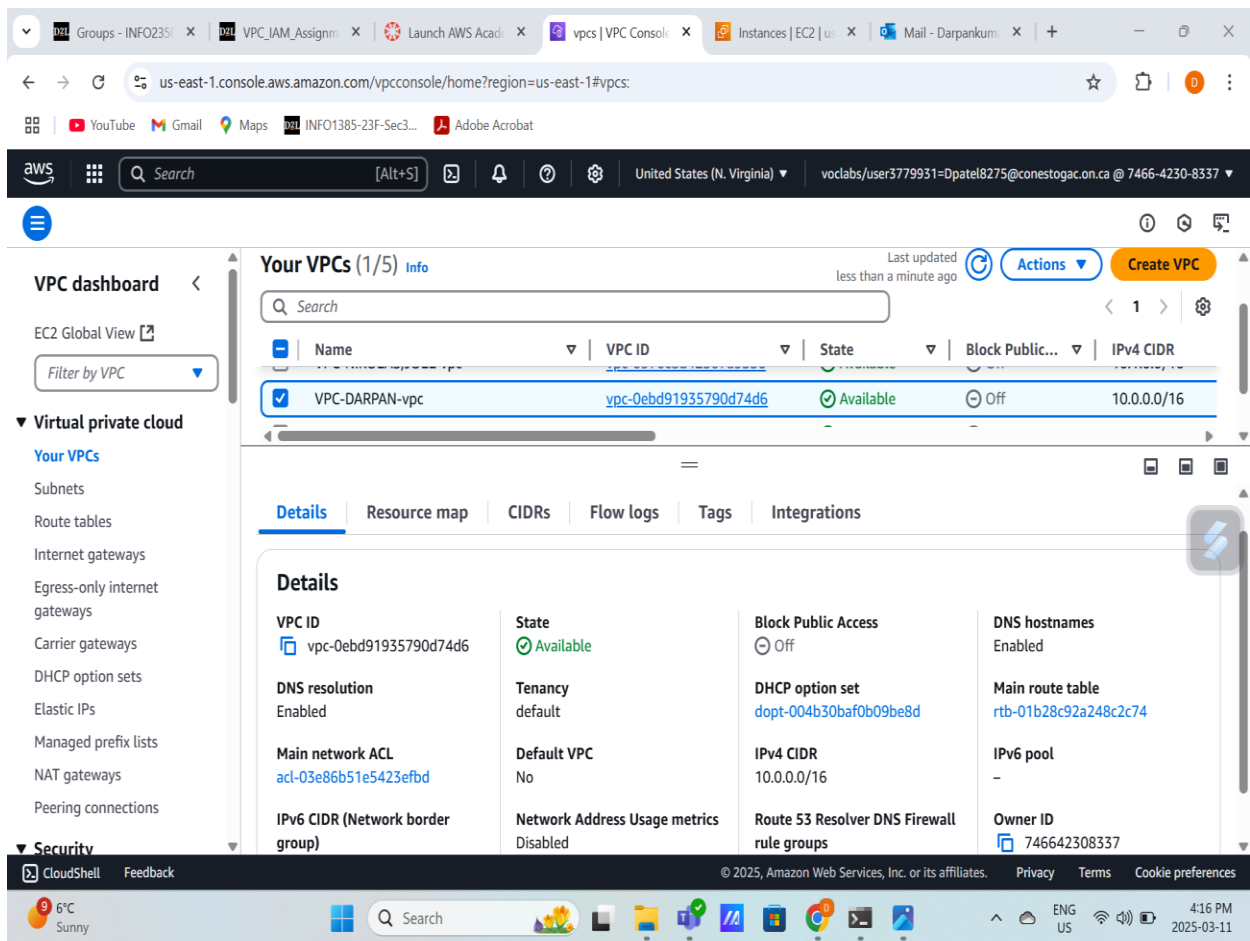 Groups - INFO235(
VPC_IAM_Assignm
Launch AWS Acad
vpcs | VPC Console
Instances | EC2 | us
Mail - Darpankum
us-east-1.console.aws.amazon.com/vpcconsole/home?region=us-east-1#vpcs:
D
YouTube
Gmail
Maps
INFO1385-23F-Sec3...
Adobe Acrobat
aws
Search
[Alt+S]
United States (N. Virginia)
voclabs/user3779931=Dpatel8275@conestogac.on.ca @ 7466-4230-8337
VPC dashboard
EC2 Global View
Filter by VPC
Virtual private cloud
Your VPCs
Subnets
Route tables
Internet gateways
Egress-only internet
gateways
Carrier gateways
DHCP option sets
Elastic IPs
Managed prefix lists
NAT gateways
Peering connections
Security
Your VPCs (1/5) Info
Last updated
less than a minute ago
Actions
Create VPC
Search
1
Name VPC ID State Block Public... IPv4 CIDR
VPC-DARPAN-vpc vpc-0ebd91935790d74d6 Available Off 10.0.0.0/16
Details Resource map CIDRs Flow logs Tags Integrations
Details
VPC ID
vpc-0ebd91935790d74d6
State
Available
Block Public Access
Off
DNS hostnames
Enabled
DNS resolution
Enabled
Tenancy
default
DHCP option set
dopt-004b30baf0b09be8d
Main route table
rtb-01b28c92a248c2c74
Main network ACL
acl-03e86b51e5423efbd
Default VPC
No
IPv4 CIDR
10.0.0.0/16
IPv6 pool
–
IPv6 CIDR (Network border
group)
Network Address Usage metrics
Disabled
Route 53 Resolver DNS Firewall
rule groups
Owner ID
746642308337
CloudShell
Feedback
© 2025, Amazon Web Services, Inc. or its affiliates.
Privacy
Terms
Cookie preferences
9
6°C
Sunny
Search
ENG
US
4:16 PM
2025-03-11